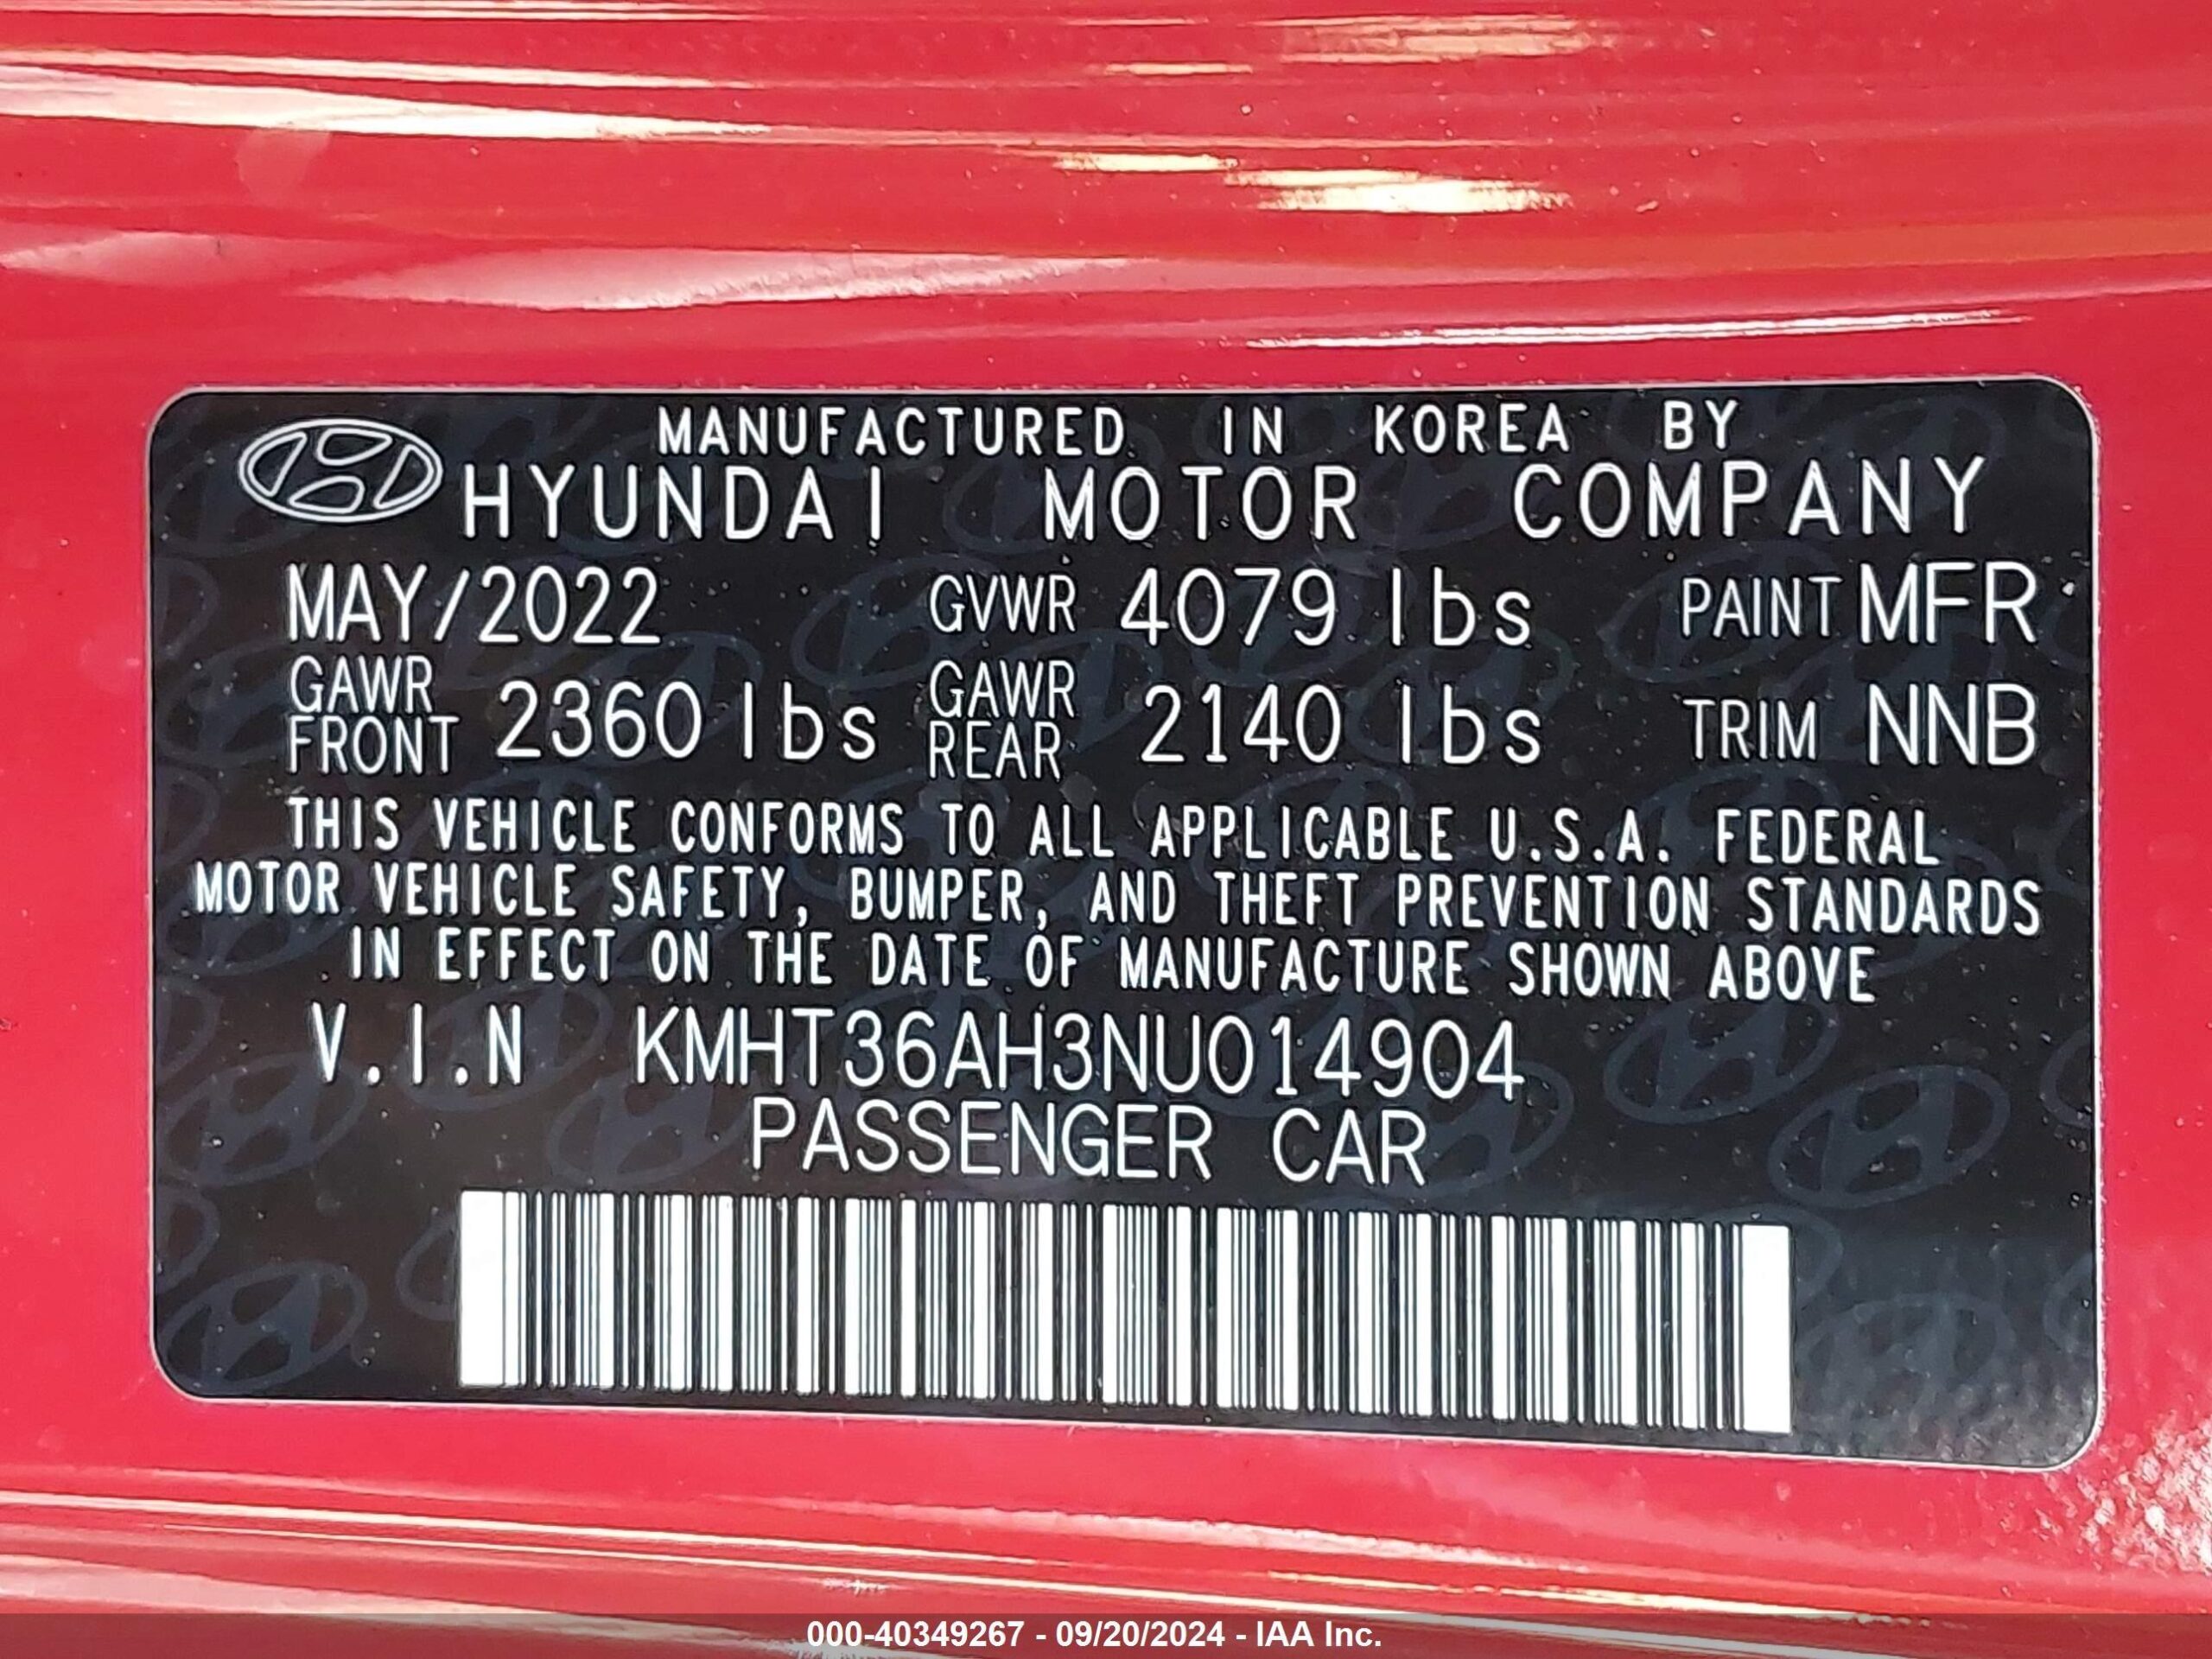 MANUFACTURED IN KOREA BY
HYUNDAI MOTOR COMPANY
MAY/2022 GVWR 4079 lbs PAINT MFR
GAWR FRONT 2360 lbs GAWR REAR 2140 lbs TRIM NNB
THIS VEHICLE CONFORMS TO ALL APPLICABLE U.S.A. FEDERAL
MOTOR VEHICLE SAFETY, BUMPER, AND THEFT PREVENTION STANDARDS
IN EFFECT ON THE DATE OF MANUFACTURE SHOWN ABOVE
V.I.N KMHT36AH3NU014904
PASSENGER CAR
000-40349267 - 09/20/2024 - IAA Inc.